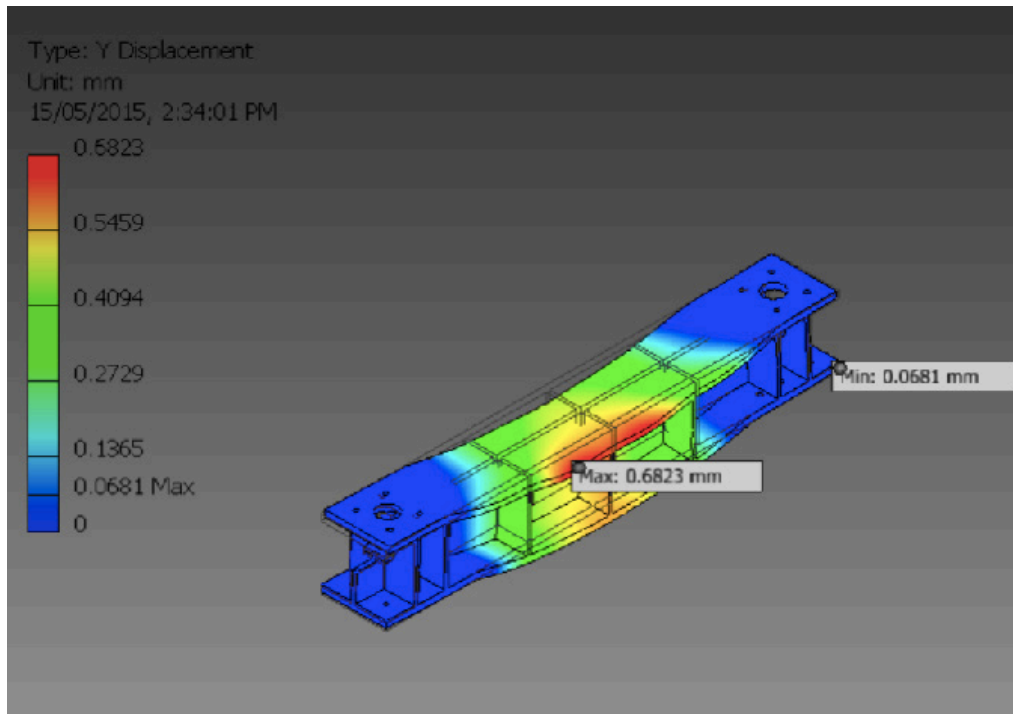 Type: Y Displacement
Unit: mm
15/05/2015, 2:34:01 PM
0.6823
0.5459
0.4094
0.2729
0.1365
0.0681 Max
0
Min: 0.0681 mm
Max: 0.6823 mm